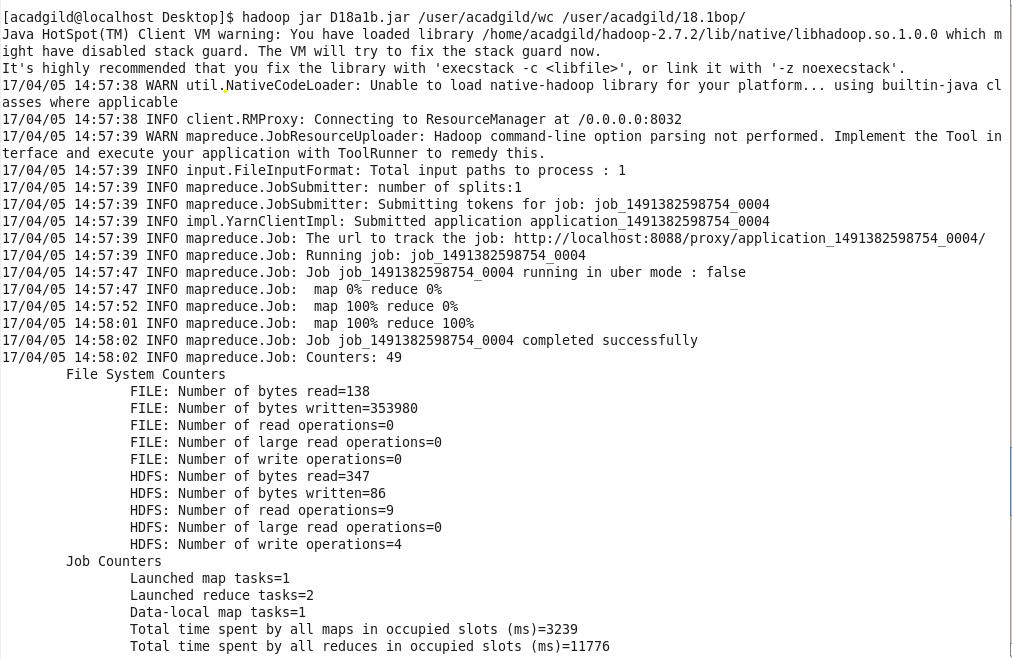 [acadgild@localhost Desktop]$ hadoop jar D18a1b.jar /user/acadgild/wc /user/acadgild/18.1bop/
Java HotSpot(TM) Client VM warning: You have loaded library /home/acadgild/hadoop-2.7.2/lib/native/libhadoop.so.1.0.0 which m
ight have disabled stack guard. The VM will try to fix the stack guard now.
It's highly recommended that you fix the library with 'execstack -c <libfile>', or link it with '-z noexecstack'.
17/04/05 14:57:38 WARN util.NativeCodeLoader: Unable to load native-hadoop library for your platform... using builtin-java cl
asses where applicable
17/04/05 14:57:38 INFO client.RMProxy: Connecting to ResourceManager at /0.0.0.0:8032
17/04/05 14:57:39 WARN mapreduce.JobResourceUploader: Hadoop command-line option parsing not performed. Implement the Tool in
terface and execute your application with ToolRunner to remedy this.
17/04/05 14:57:39 INFO input.FileInputFormat: Total input paths to process : 1
17/04/05 14:57:39 INFO mapreduce.JobSubmitter: number of splits:1
17/04/05 14:57:39 INFO mapreduce.JobSubmitter: Submitting tokens for job: job_1491382598754_0004
17/04/05 14:57:39 INFO impl.YarnClientImpl: Submitted application application_1491382598754_0004
17/04/05 14:57:39 INFO mapreduce.Job: The url to track the job: http://localhost:8088/proxy/application_1491382598754_0004/
17/04/05 14:57:39 INFO mapreduce.Job: Running job: job_1491382598754_0004
17/04/05 14:57:47 INFO mapreduce.Job: Job job_1491382598754_0004 running in uber mode : false
17/04/05 14:57:47 INFO mapreduce.Job:  map 0% reduce 0%
17/04/05 14:57:52 INFO mapreduce.Job:  map 100% reduce 0%
17/04/05 14:58:01 INFO mapreduce.Job:  map 100% reduce 100%
17/04/05 14:58:02 INFO mapreduce.Job: Job job_1491382598754_0004 completed successfully
17/04/05 14:58:02 INFO mapreduce.Job: Counters: 49
File System Counters
FILE: Number of bytes read=138
FILE: Number of bytes written=353980
FILE: Number of read operations=0
FILE: Number of large read operations=0
FILE: Number of write operations=0
HDFS: Number of bytes read=347
HDFS: Number of bytes written=86
HDFS: Number of read operations=9
HDFS: Number of large read operations=0
HDFS: Number of write operations=4
Job Counters
Launched map tasks=1
Launched reduce tasks=2
Data-local map tasks=1
Total time spent by all maps in occupied slots (ms)=3239
Total time spent by all reduces in occupied slots (ms)=11776